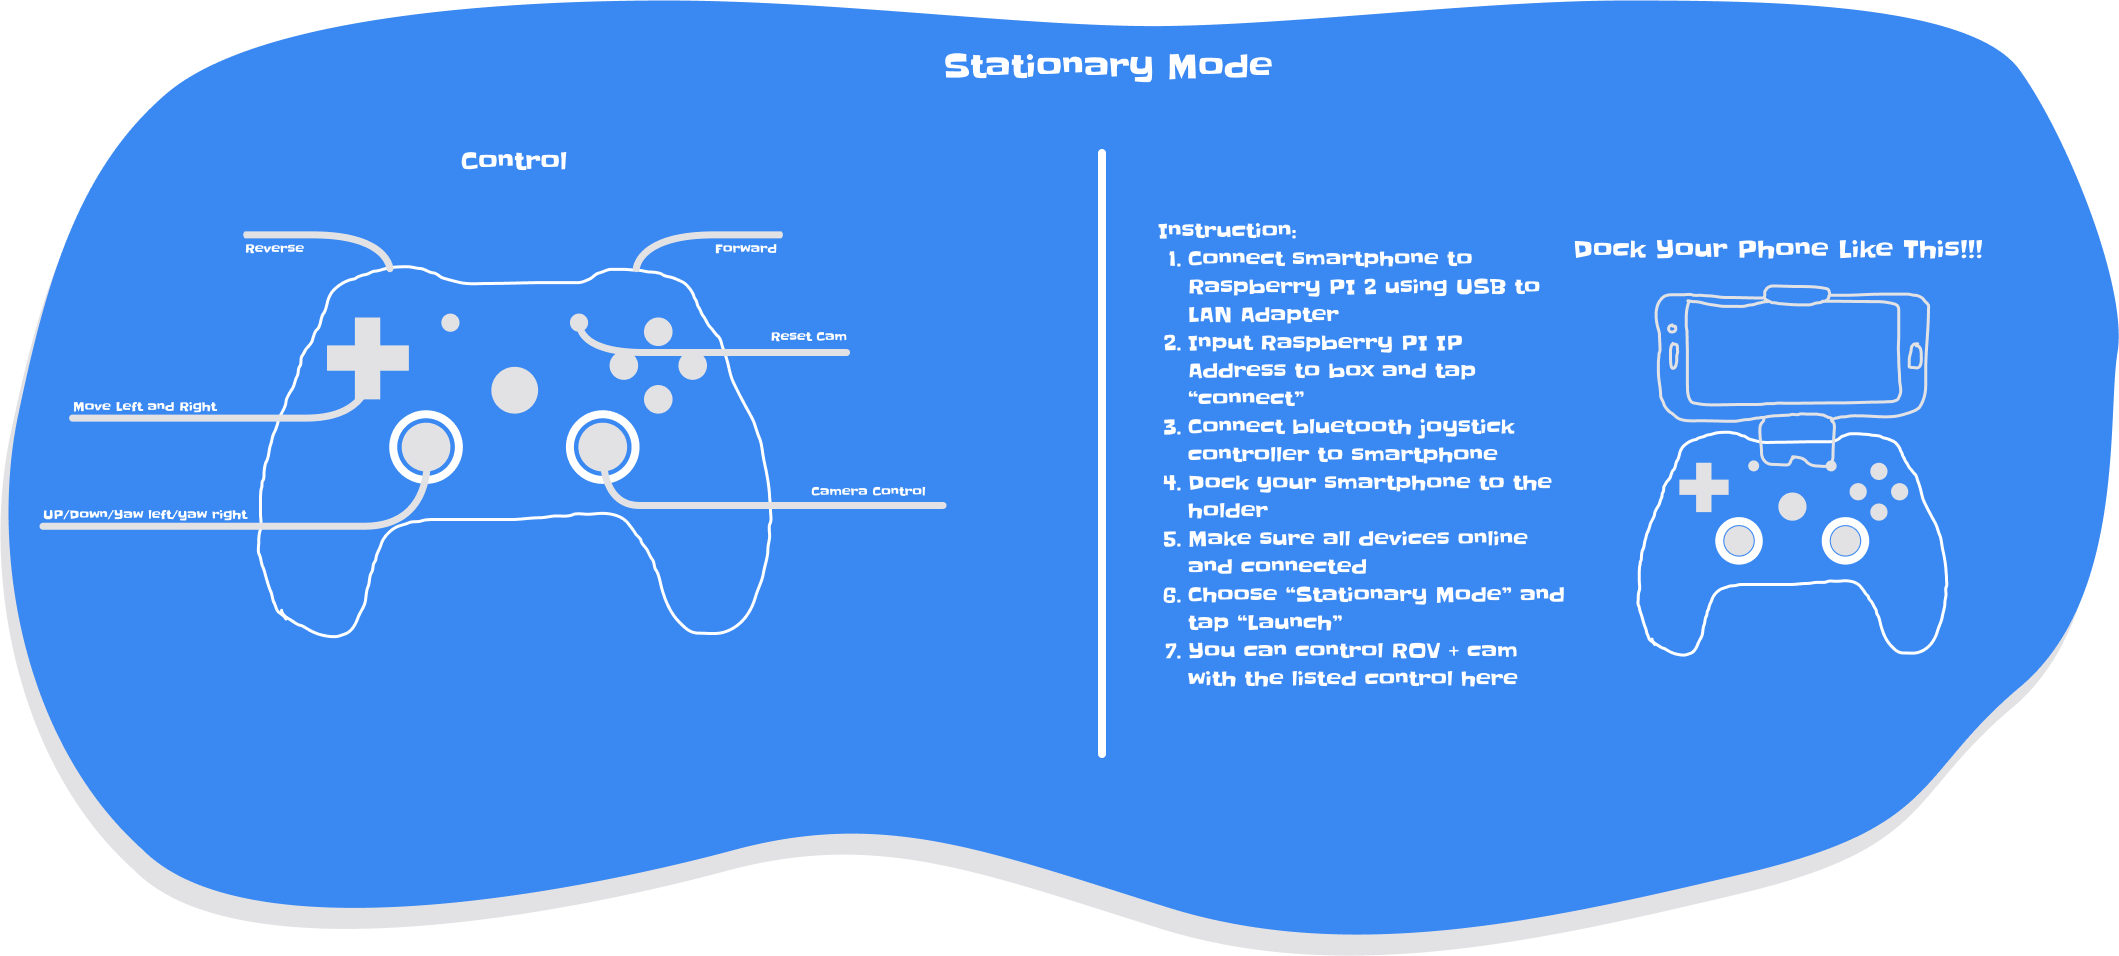 Stationary Mode
Control
Reverse
Forward
Reset Cam
Move Left and Right
Camera Control
UP/Down/Yaw left/yaw right
Instruction:
1. Connect smartphone to
Raspberry PI 2 using USB to
LAN Adapter
2. Input Raspberry PI IP
Address to box and tap
“connect”
3. Connect bluetooth joystick
controller to smartphone
4. Dock your smartphone to the
holder
5. Make sure all devices online
and connected
6. Choose “Stationary Mode” and
tap “Launch”
7. You can control ROV + cam
with the listed control here
Dock Your Phone Like This!!!